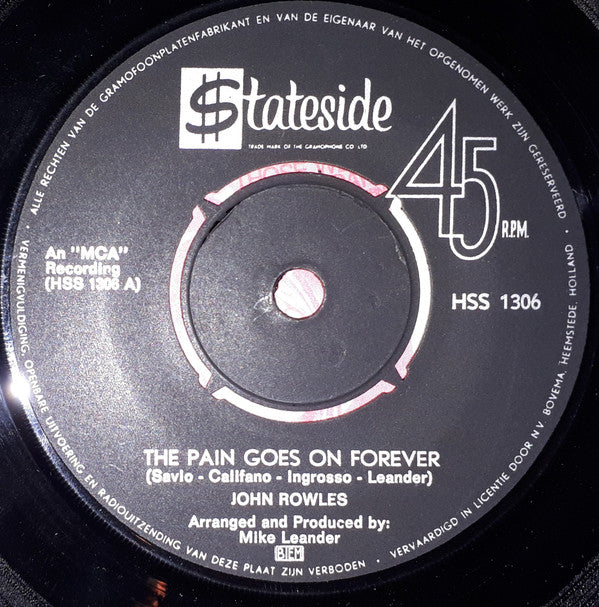 ALLE RECHTEN VAN DE GRAMOFOONPLATENFABRIKANT EN VAN DE EIGENAAR VAN HET OPGENOMEN WERK ZIJN GERESERVEERD
$tateside
TRADE MARK OF THE GRAMOPHONE CO LTD
45 R.P.M.
An "MCA"
Recording
(HSS 1306 A)
HSS 1306
THE PAIN GOES ON FOREVER
(Savio - Califano - Ingrosso - Leander)
JOHN ROWLES
Arranged and Produced by:
Mike Leander
BIEM
VERMENIGVULDIGING, OPENBARE UITVOERING EN RADIOUITZENDING VAN DEZE PLAAT ZIJN VERBODEN • VERVAARDIGD IN LICENTIE DOOR N.V. BOVEMA, HEEMSTEDE, HOLLAND •